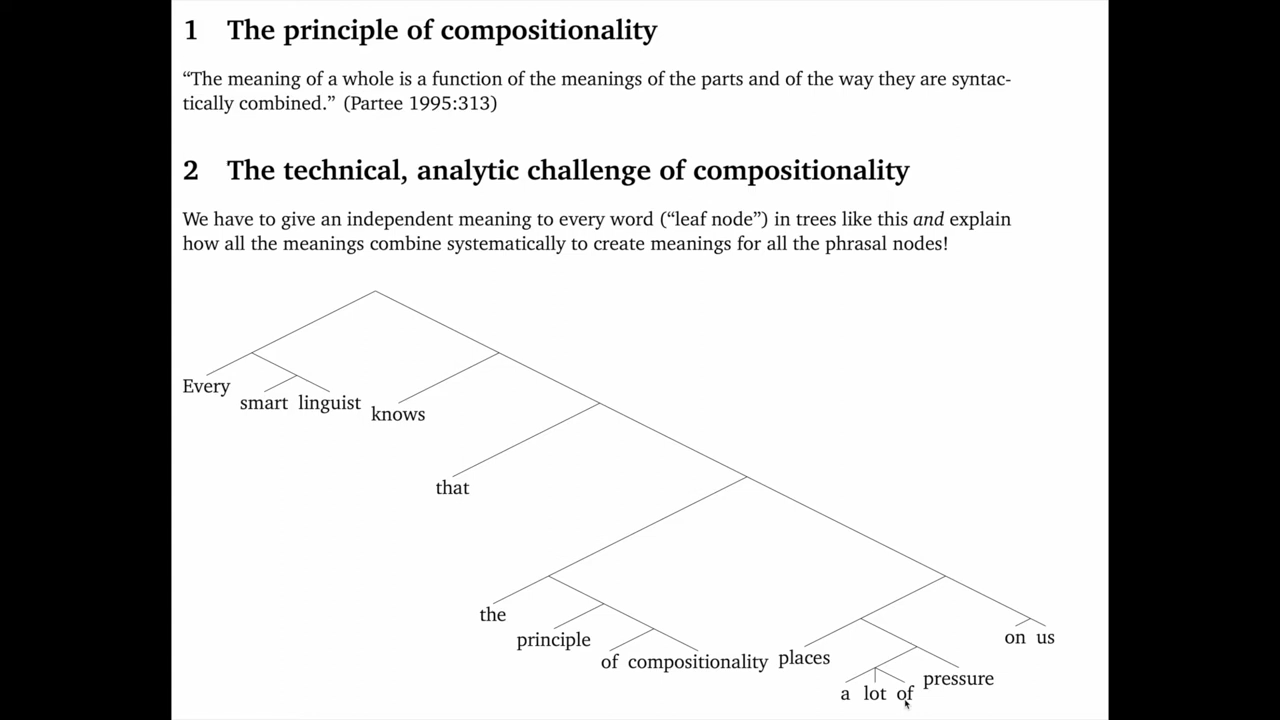 1 The principle of compositionality
“The meaning of a whole is a function of the meanings of the parts and of the way they are syntac-
tically combined.” (Partee 1995:313)
2 The technical, analytic challenge of compositionality
We have to give an independent meaning to every word (“leaf node”) in trees like this and explain
how all the meanings combine systematically to create meanings for all the phrasal nodes!
Every
smart linguist
knows
that
the
principle
of compositionality
places
a lot of
pressure
on us